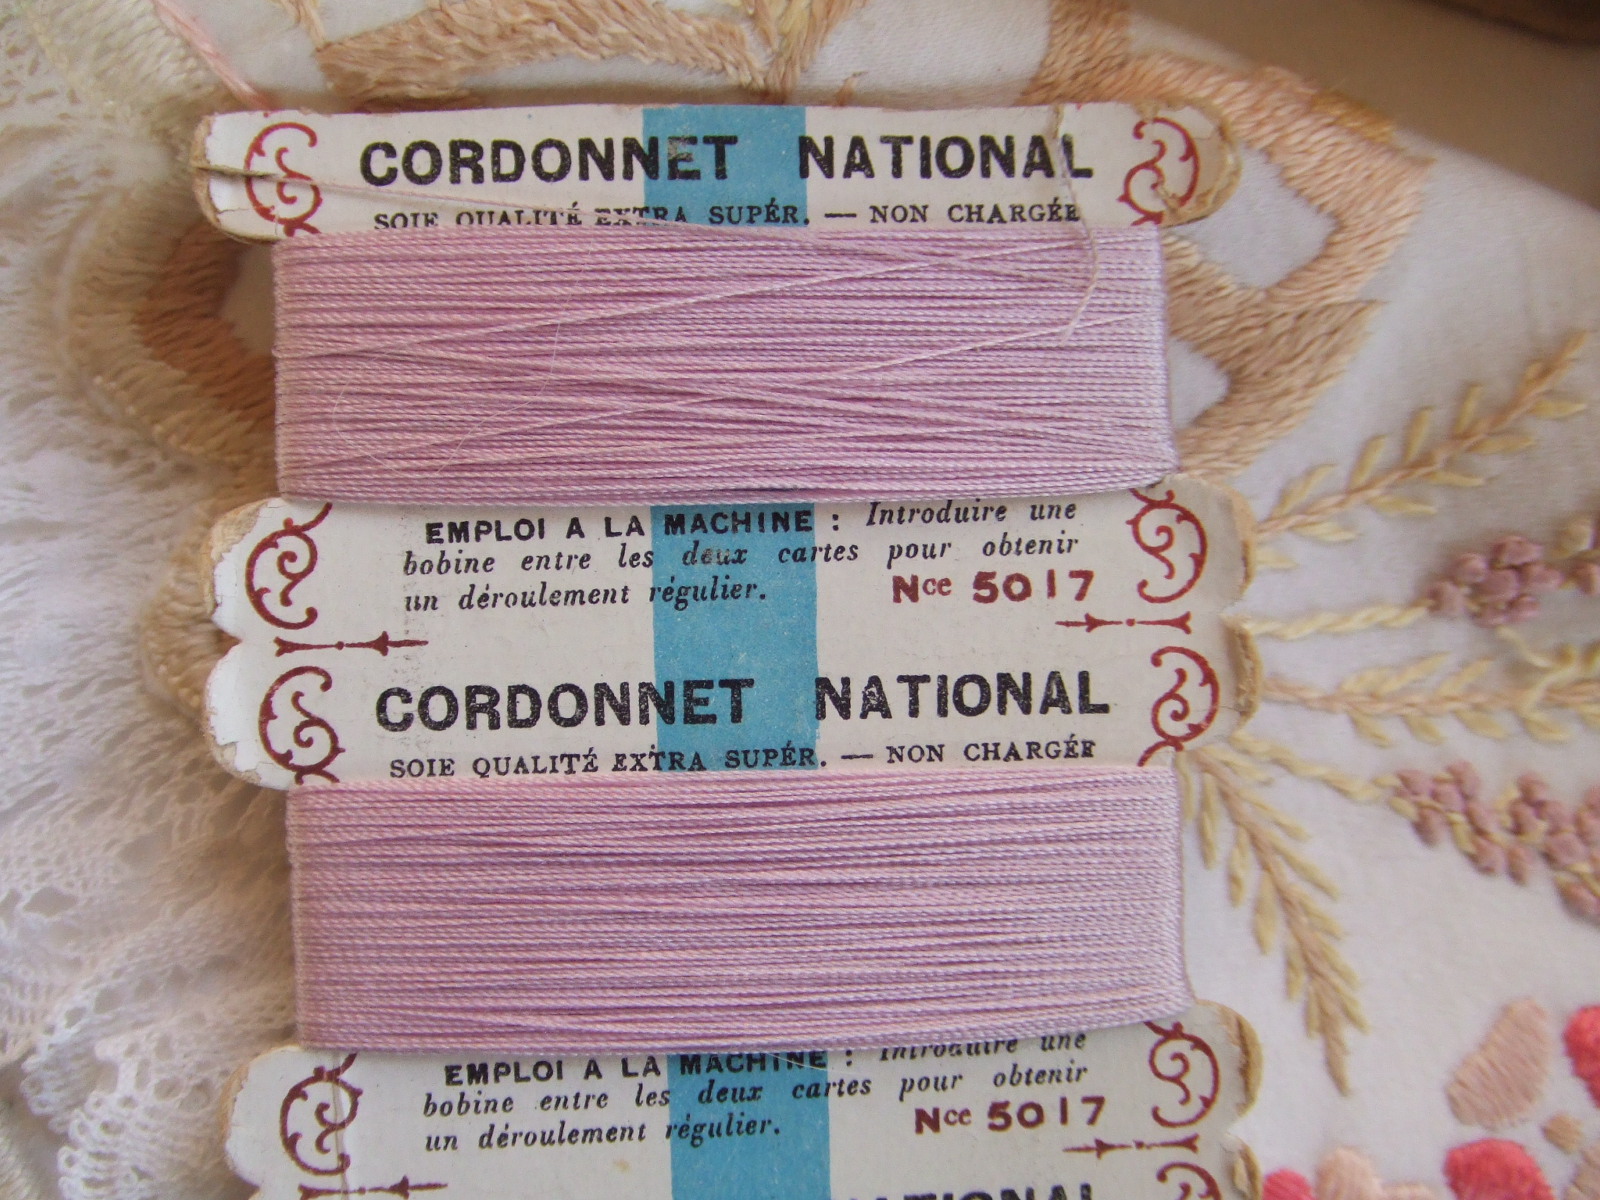 CORDONNET NATIONAL
SOIE QUALITÉ EXTRA SUPÉR. — NON CHARGÉE
EMPLOI A LA MACHINE : Introduire une
bobine entre les deux cartes pour obtenir
un déroulement régulier. Nce 5017
CORDONNET NATIONAL
SOIE QUALITÉ EXTRA SUPÉR. — NON CHARGÉE
EMPLOI A LA MACHINE : Introduire une
bobine entre les deux cartes pour obtenir
un déroulement régulier. Nce 5017
NATIONAL